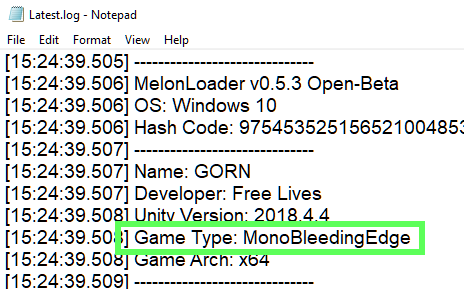 Latest.log - Notepad
File Edit Format View Help
[15:24:39.505] ------------------------------
[15:24:39.506] MelonLoader v0.5.3 Open-Beta
[15:24:39.506] OS: Windows 10
[15:24:39.506] Hash Code: 975453525156521004853
[15:24:39.507] ------------------------------
[15:24:39.507] Name: GORN
[15:24:39.507] Developer: Free Lives
[15:24:39.508] Unity Version: 2018.4.4
[15:24:39.508] Game Type: MonoBleedingEdge
[15:24:39.508] Game Arch: x64
[15:24:39.509] ------------------------------